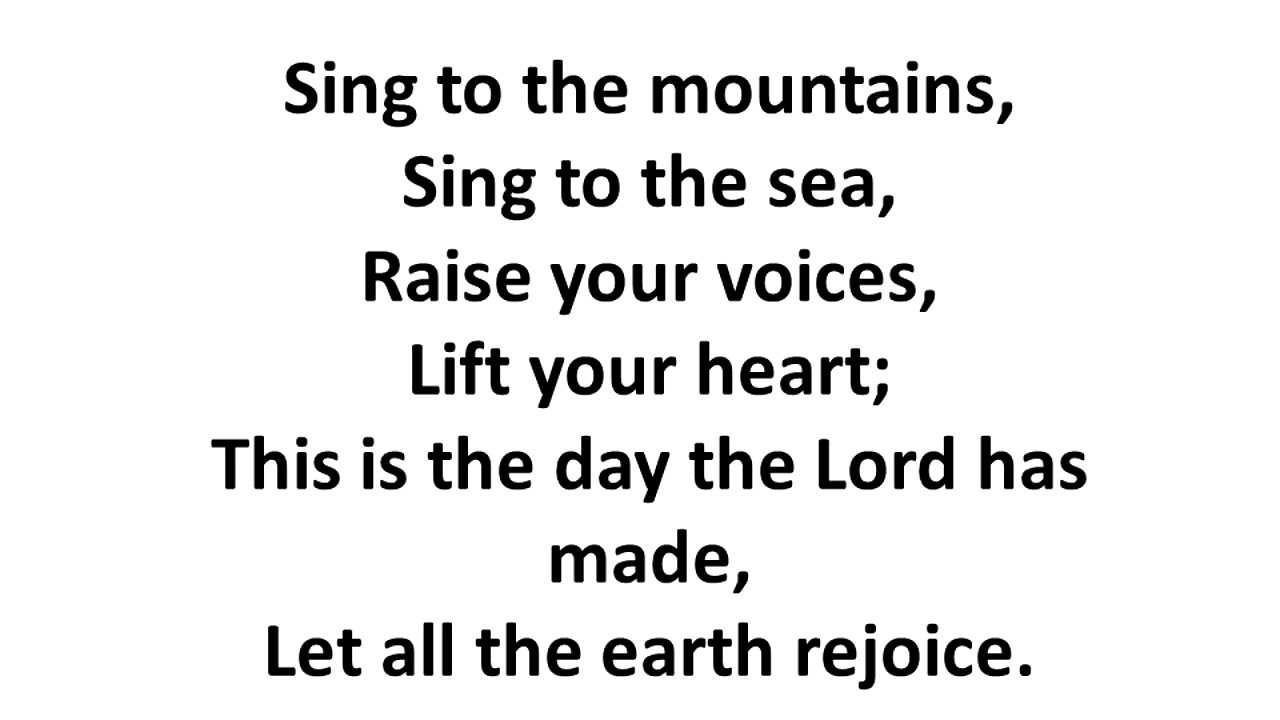 Sing to the mountains,
Sing to the sea,
Raise your voices,
Lift your heart;
This is the day the Lord has
made,
Let all the earth rejoice.